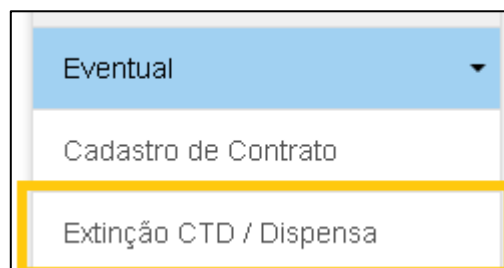 Eventual
Cadastro de Contrato
Extinção CTD / Dispensa